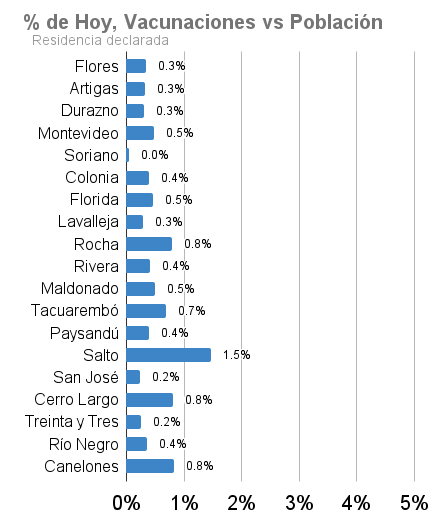 % de Hoy, Vacunaciones vs Población
Residencia declarada
Flores 0.3%
Artigas 0.3%
Durazno 0.3%
Montevideo 0.5%
Soriano 0.0%
Colonia 0.4%
Florida 0.5%
Lavalleja 0.3%
Rocha 0.8%
Rivera 0.4%
Maldonado 0.5%
Tacuarembó 0.7%
Paysandú 0.4%
Salto 1.5%
San José 0.2%
Cerro Largo 0.8%
Treinta y Tres 0.2%
Río Negro 0.4%
Canelones 0.8%
0% 1% 2% 3% 4% 5%